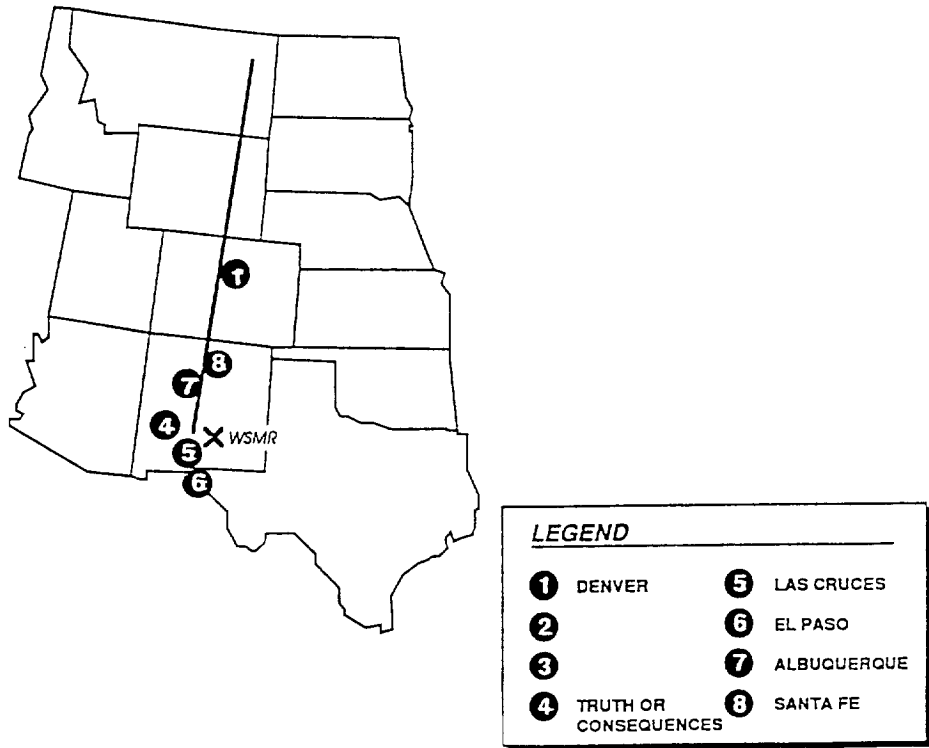 1
8
7
4
WSMR
5
6
LEGEND
1 DENVER
2
3
4 TRUTH OR
CONSEQUENCES
5 LAS CRUCES
6 EL PASO
7 ALBUQUERQUE
8 SANTA FE